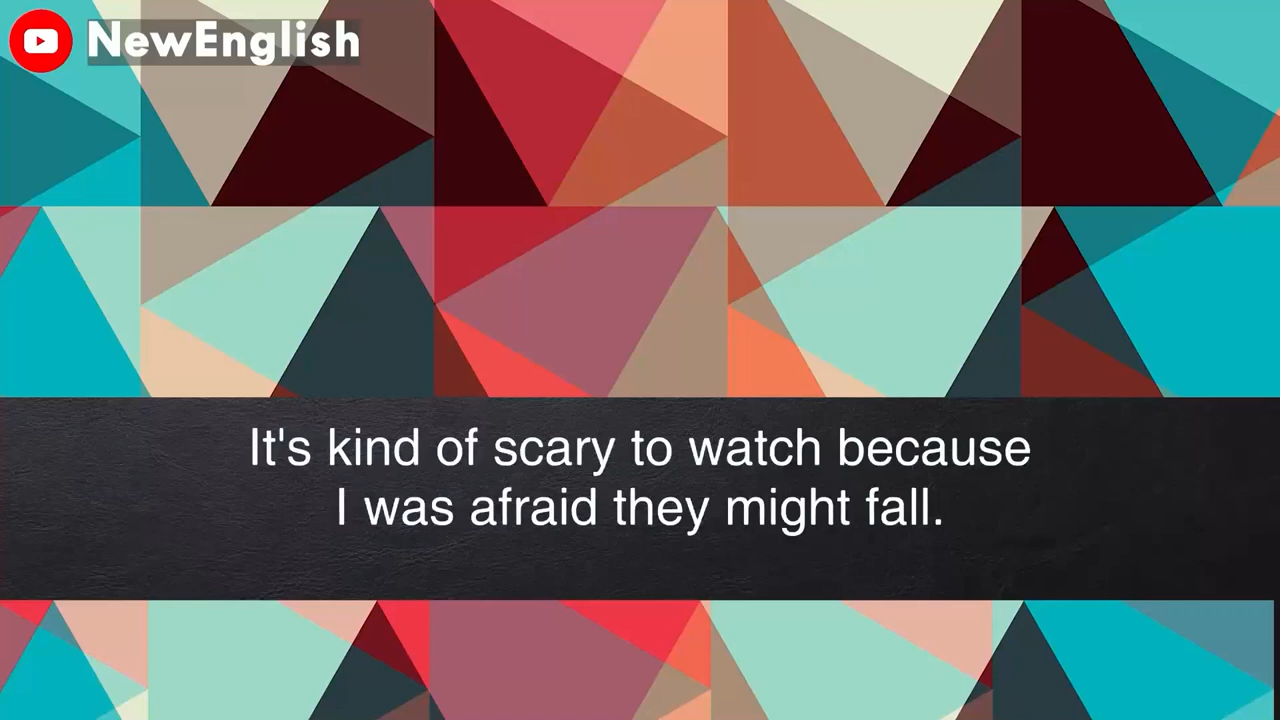 NewEnglish
It's kind of scary to watch because
I was afraid they might fall.